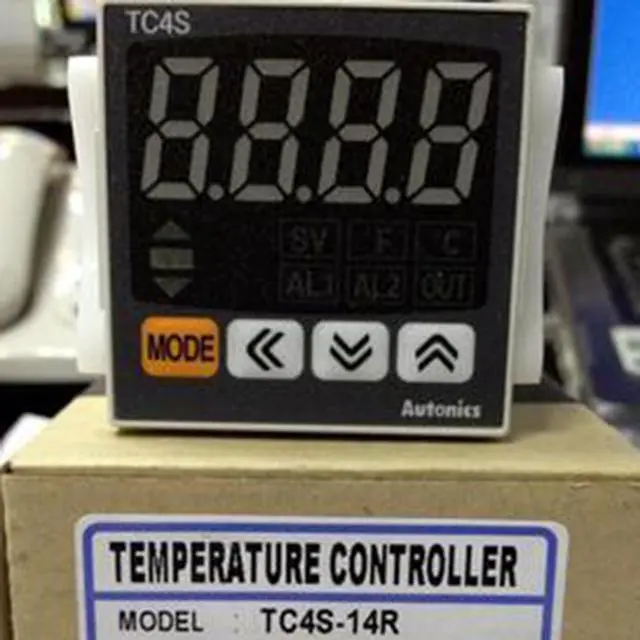 TC4S
8.8.8.8
SV F C
AL1 AL2 OUT
MODE
Autonics
TEMPERATURE CONTROLLER
MODEL : TC4S-14R